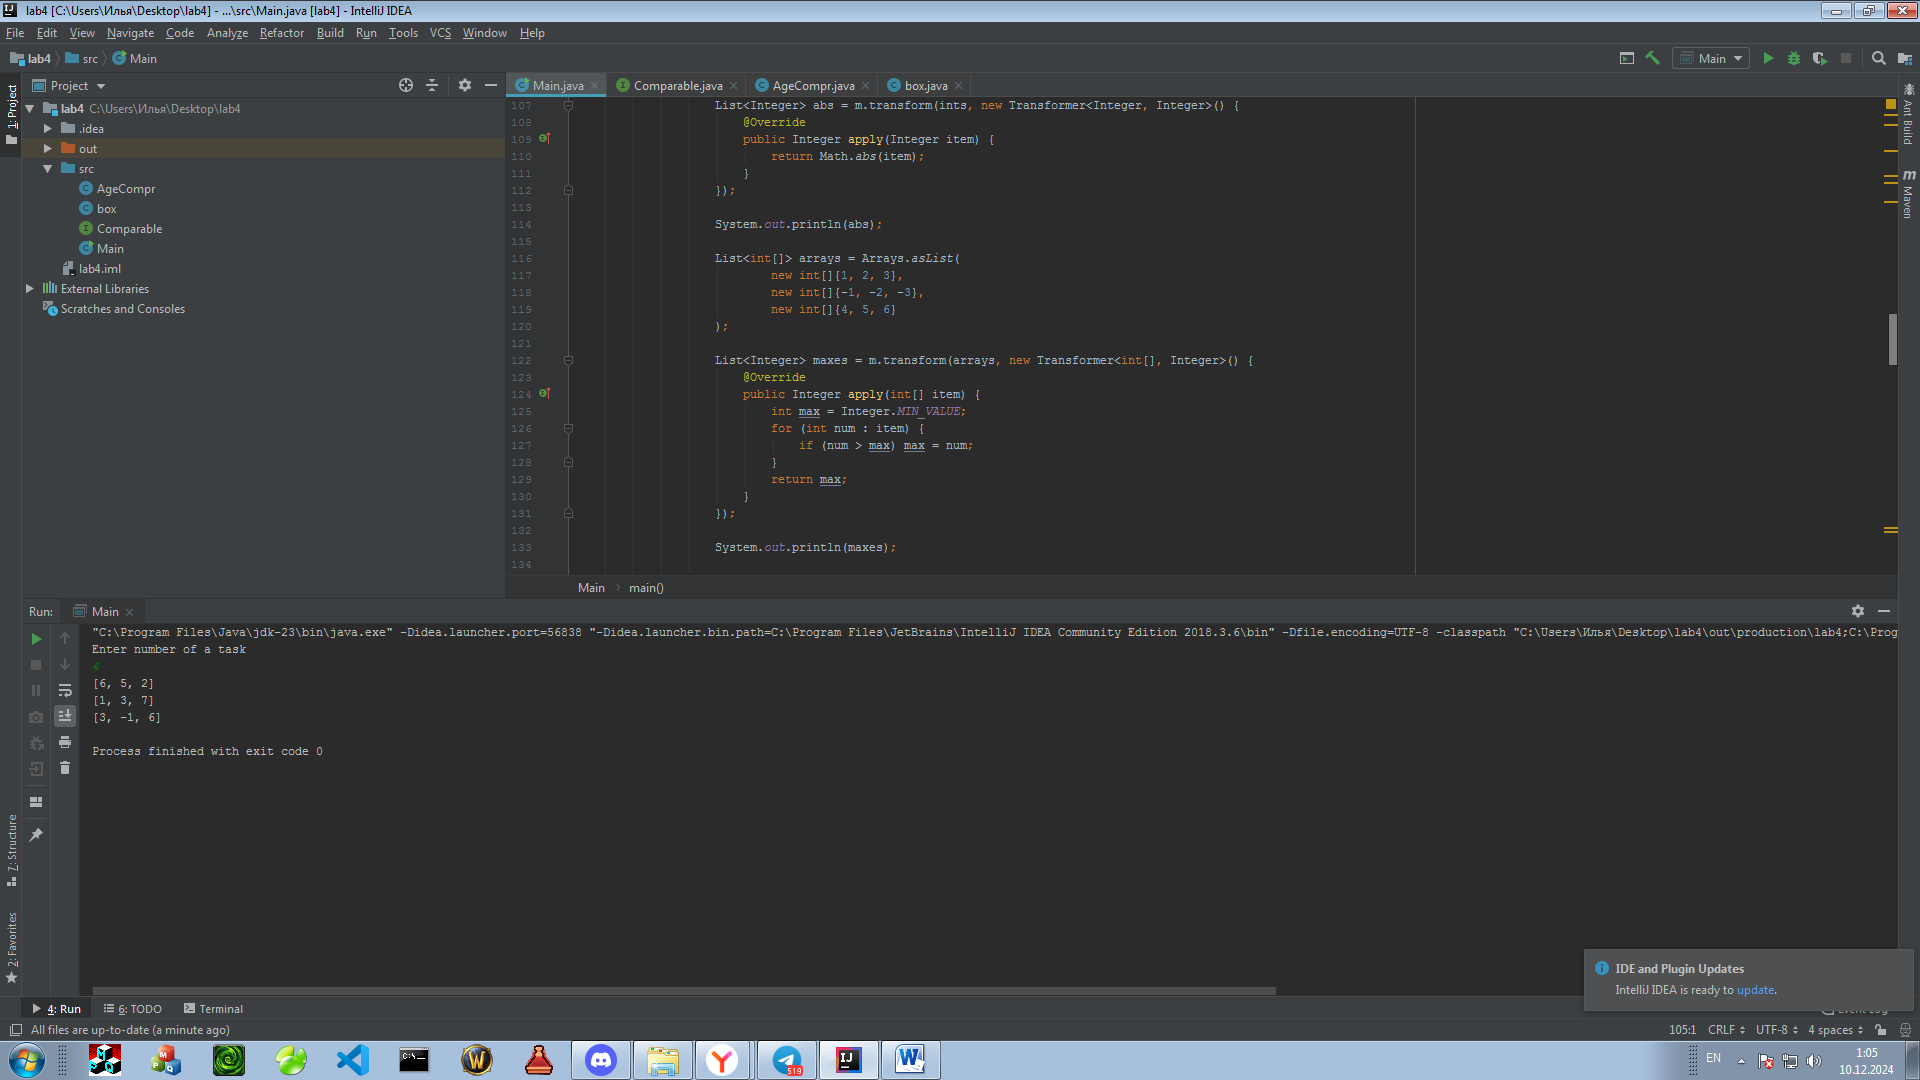 lab4 [C:\Users\Илья\Desktop\lab4] - ...\src\Main.java [lab4] - IntelliJ IDEA
File Edit View Navigate Code Analyze Refactor Build Run Tools VCS Window Help
lab4 src Main
Main
1: Project
Project
lab4 C:\Users\Илья\Desktop\lab4
.idea
out
src
AgeCompr
box
Comparable
Main
lab4.iml
External Libraries
Scratches and Consoles
Main.java Comparable.java AgeCompr.java box.java
107 List<Integer> abs = m.transform(ints, new Transformer<Integer, Integer>() {
108 @Override
109 public Integer apply(Integer item) {
110 return Math.abs(item);
111 }
112 });
113
114 System.out.println(abs);
115
116 List<int[]> arrays = Arrays.asList(
117 new int[]{1, 2, 3},
118 new int[]{-1, -2, -3},
119 new int[]{4, 5, 6}
120 );
121
122 List<Integer> maxes = m.transform(arrays, new Transformer<int[], Integer>() {
123 @Override
124 public Integer apply(int[] item) {
125 int max = Integer.MIN_VALUE;
126 for (int num : item) {
127 if (num > max) max = num;
128 }
129 return max;
130 }
131 });
132
133 System.out.println(maxes);
134
Main main()
Ant Build
Maven
Run: Main
"C:\Program Files\Java\jdk-23\bin\java.exe" -Didea.launcher.port=56838 "-Didea.launcher.bin.path=C:\Program Files\JetBrains\IntelliJ IDEA Community Edition 2018.3.6\bin" -Dfile.encoding=UTF-8 -classpath "C:\Users\Илья\Desktop\lab4\out\production\lab4;C:\Prog
Enter number of a task
4
[6, 5, 2]
[1, 3, 7]
[3, -1, 6]
Process finished with exit code 0
7: Structure
2: Favorites
IDE and Plugin Updates
IntelliJ IDEA is ready to update.
4: Run 6: TODO Terminal Event Log
All files are up-to-date (a minute ago)
105:1 CRLF UTF-8 4 spaces
EN
1:05
10.12.2024
519